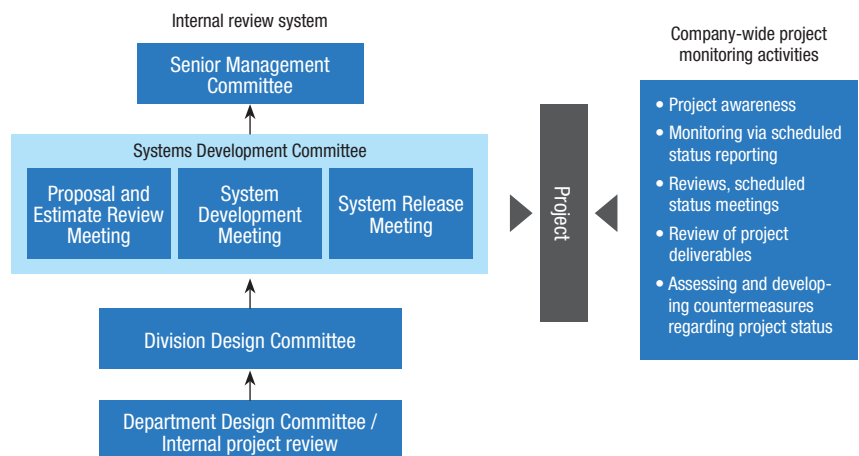 Internal review system
Senior Management
Committee
Systems Development Committee
Proposal and
Estimate Review
Meeting
System
Development
Meeting
System Release
Meeting
Division Design Committee
Department Design Committee /
Internal project review
Project
Company-wide project
monitoring activities
• Project awareness
• Monitoring via scheduled
status reporting
• Reviews, scheduled
status meetings
• Review of project
deliverables
• Assessing and develop-
ing countermeasures
regarding project status